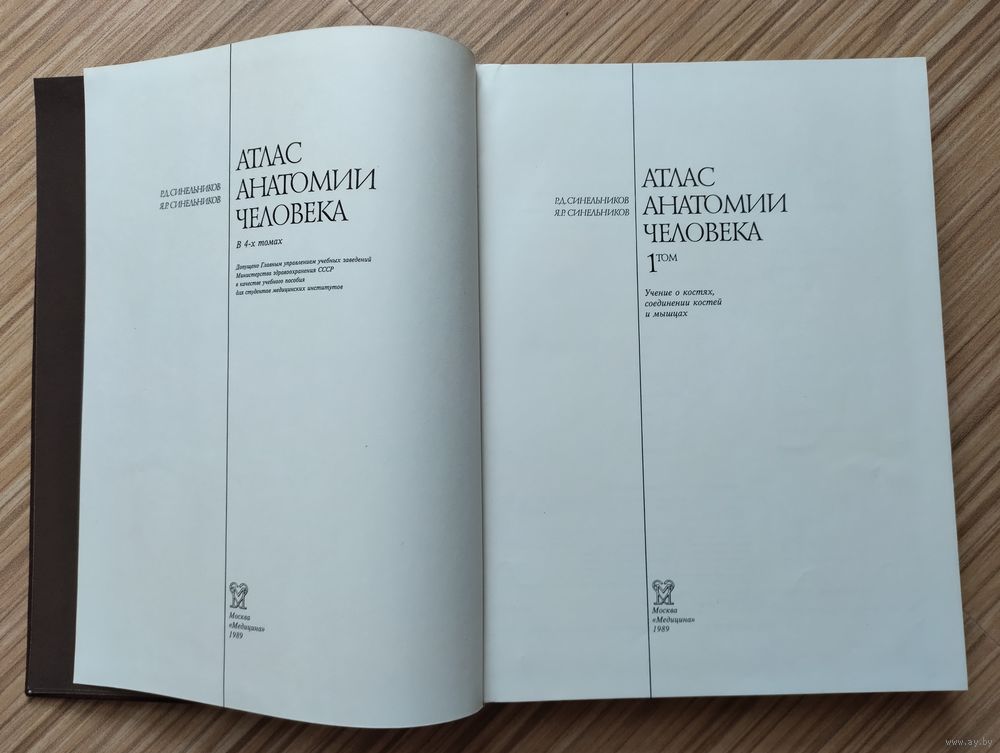 Р.Д. СИНЕЛЬНИКОВ
Я.Р. СИНЕЛЬНИКОВ
АТЛАС
АНАТОМИИ
ЧЕЛОВЕКА
В 4-х томах
Допущено Главным управлением учебных заведений
Министерства здравоохранения СССР
в качестве учебного пособия
для студентов медицинских институтов
Москва
«Медицина»
1989
Р.Д. СИНЕЛЬНИКОВ
Я.Р. СИНЕЛЬНИКОВ
АТЛАС
АНАТОМИИ
ЧЕЛОВЕКА
1 ТОМ
Учение о костях,
соединении костей
и мышцах
Москва
«Медицина»
1989
www.ay.by